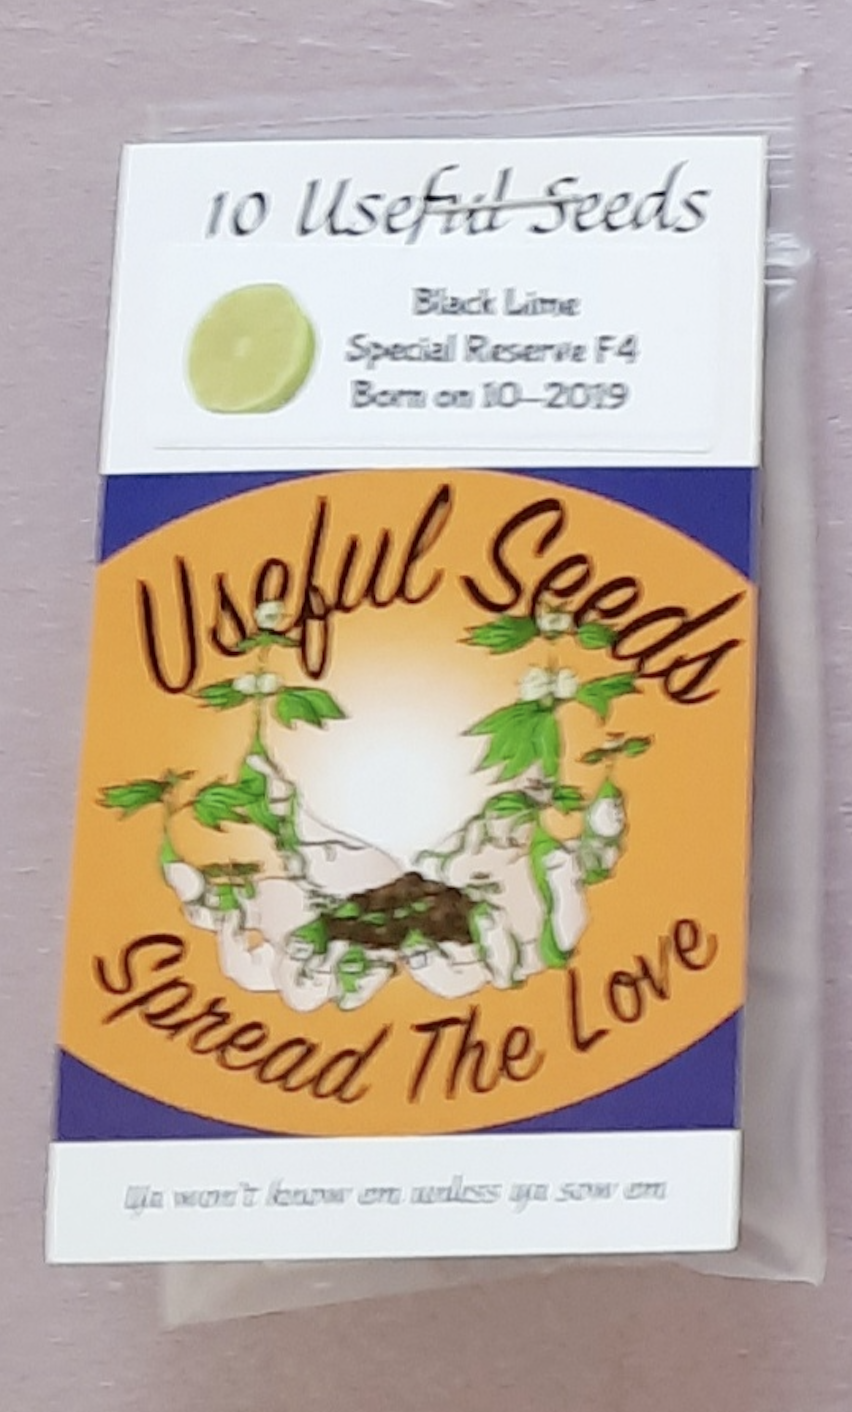 10 Useful Seeds
Black Lime
Special Reserve F4
Born on 10-2019
Useful Seeds
Spread The Love
Ya won't know em unless ya sow em